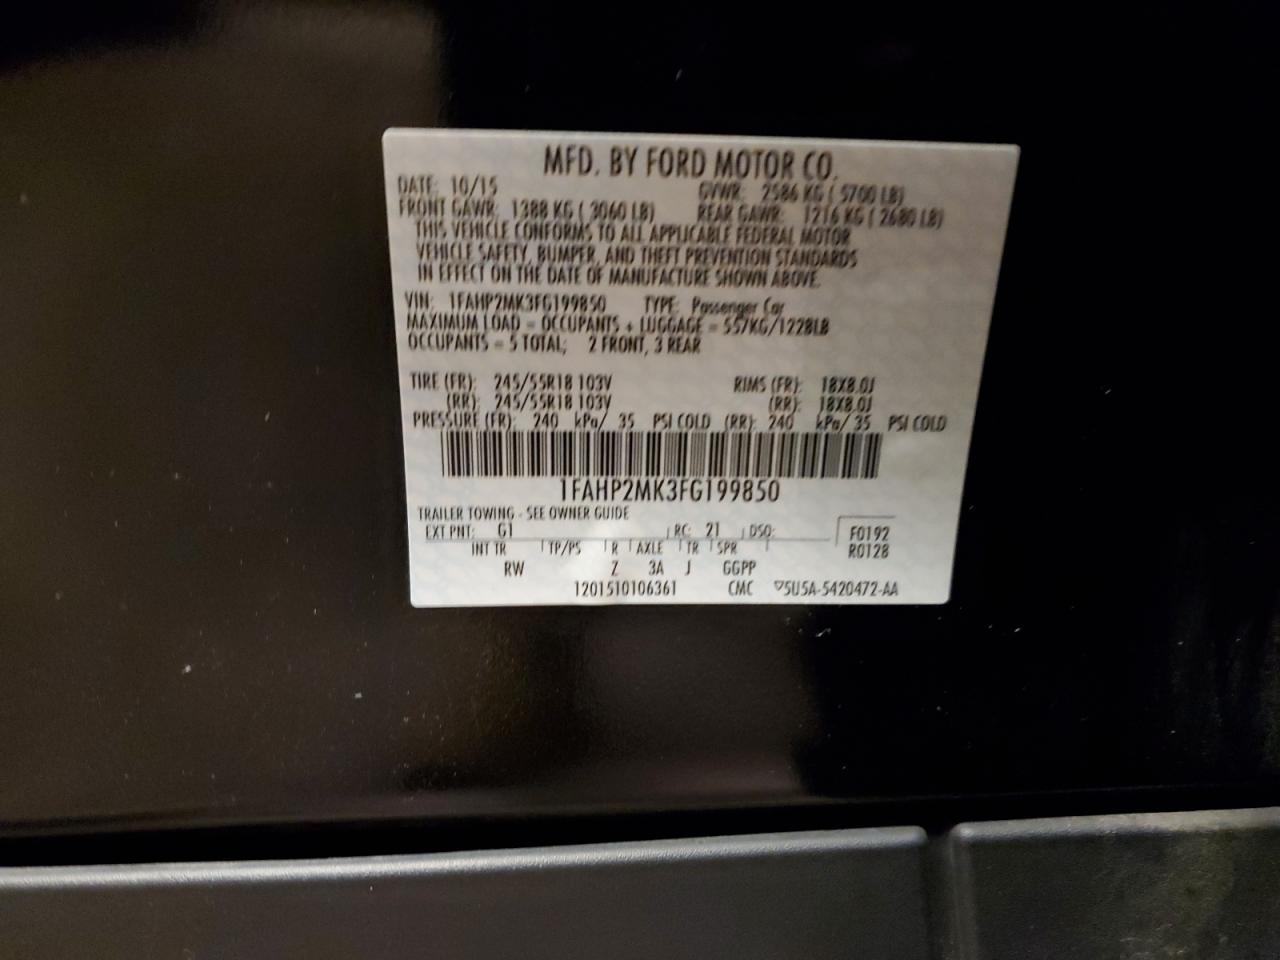 MFD. BY FORD MOTOR CO.
DATE: 10/15 GVWR: 2586 KG ( 5700 LB)
FRONT GAWR: 1388 KG ( 3060 LB) REAR GAWR: 1216 KG ( 2680 LB)
THIS VEHICLE CONFORMS TO ALL APPLICABLE FEDERAL MOTOR
VEHICLE SAFETY, BUMPER, AND THEFT PREVENTION STANDARDS
IN EFFECT ON THE DATE OF MANUFACTURE SHOWN ABOVE.
VIN: 1FAHP2MK3FG199850 TYPE: Passenger Car
MAXIMUM LOAD = OCCUPANTS + LUGGAGE = 557KG/1228LB
OCCUPANTS = 5 TOTAL; 2 FRONT, 3 REAR
TIRE (FR): 245/55R18 103V RIMS (FR): 18X8.0J
(RR): 245/55R18 103V (RR): 18X8.0J
PRESSURE (FR): 240 kPa/ 35 PSI COLD (RR): 240 kPa/ 35 PSI COLD
1FAHP2MK3FG199850
TRAILER TOWING - SEE OWNER GUIDE
EXT PNT: G1 RC: 21 DSO: F0192
INT TR TP/PS R AXLE TR SPR R0128
RW Z 3A J GGPP
1201510106361 CMC ▽5U5A-5420472-AA